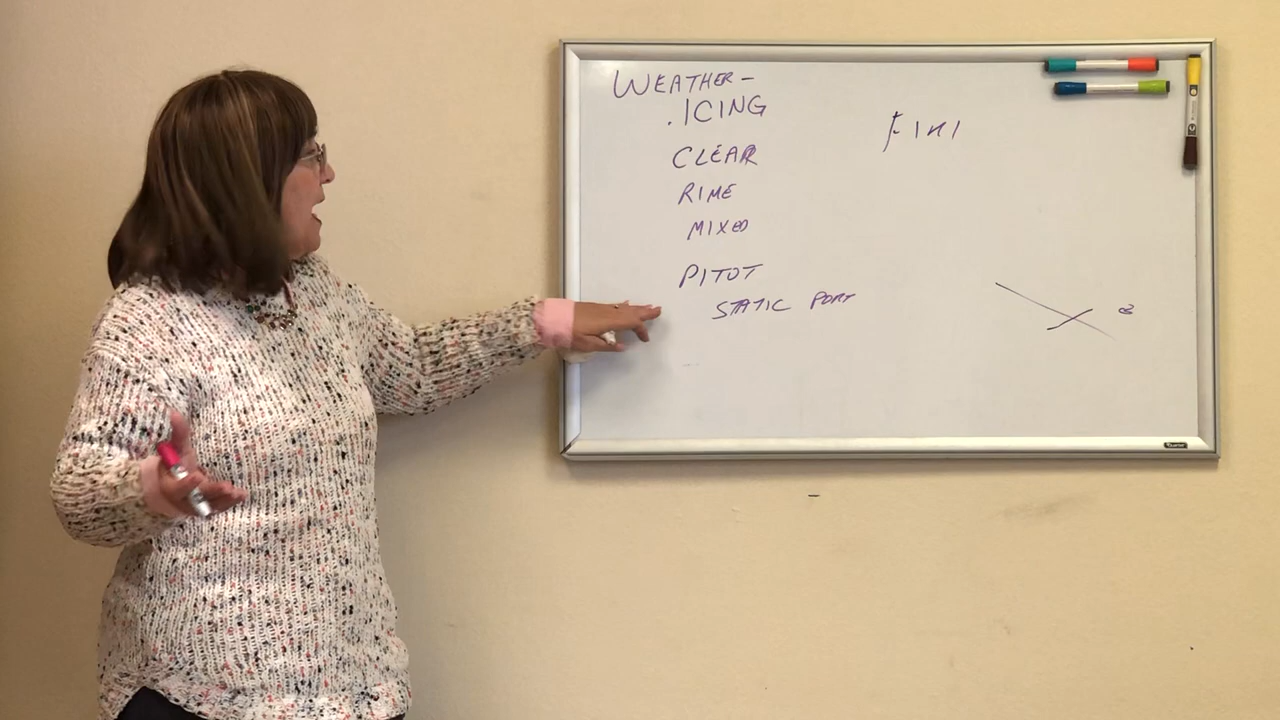 WEATHER -
.ICING
CLEAR
RIME
MIXED
PITOT
STATIC PORT